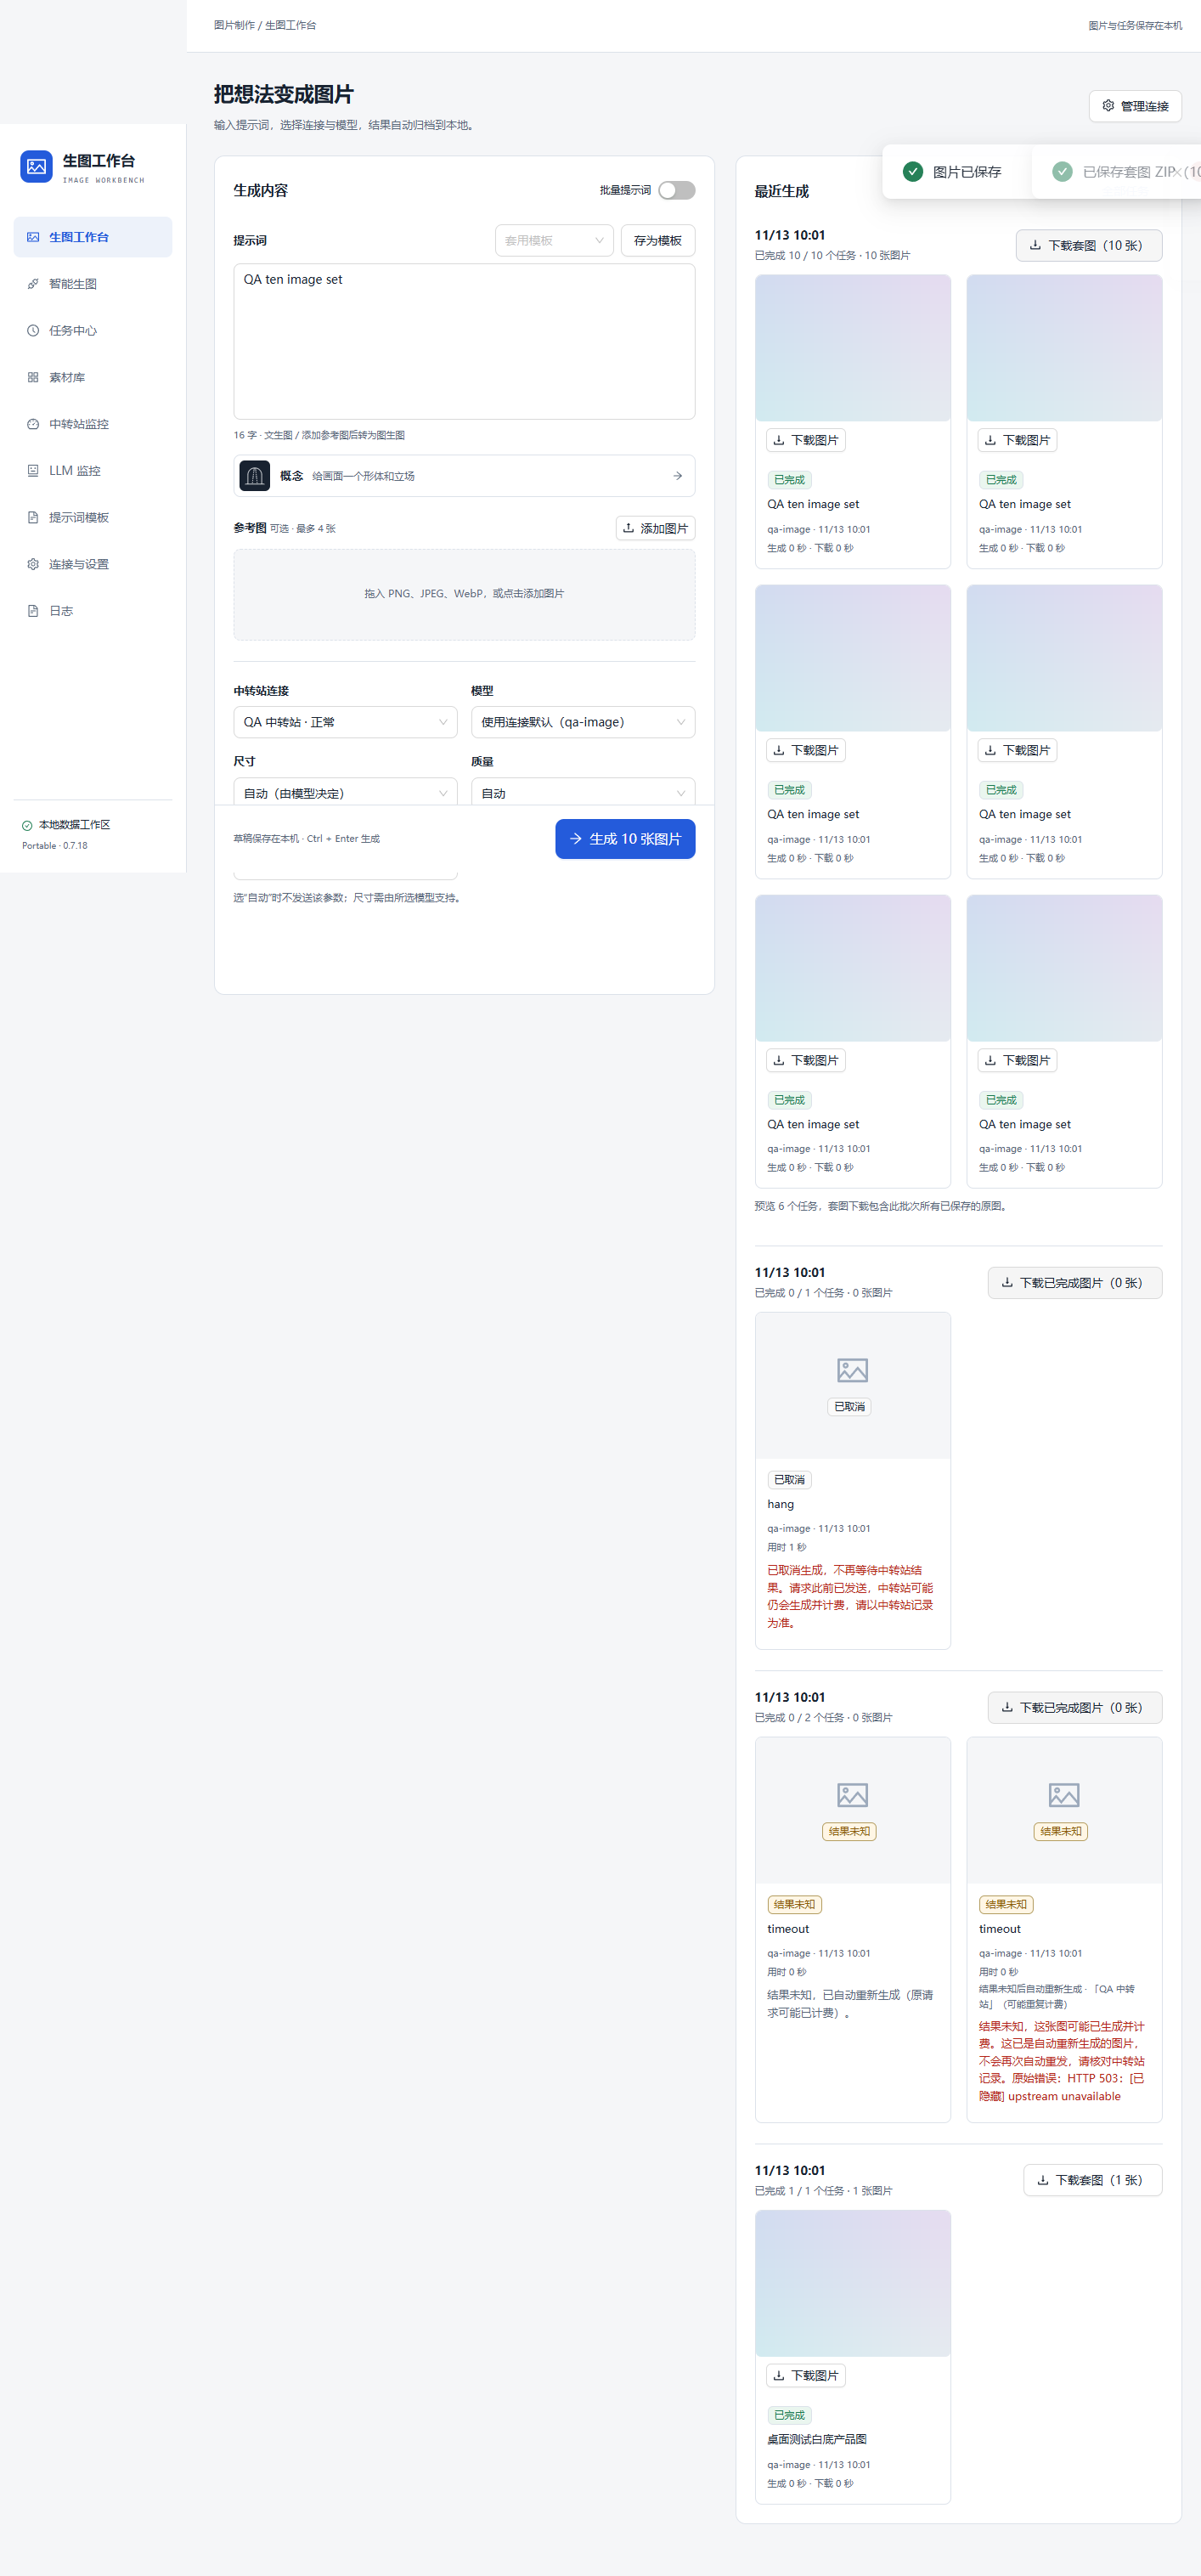 图片制作 / 生图工作台
图片与任务保存在本机
把想法变成图片
输入提示词，选择连接与模型，结果自动归档到本地。
管理连接
生图工作台
IMAGE WORKBENCH
生图工作台
智能生图
任务中心
素材库
中转站监控
LLM 监控
提示词模板
连接与设置
日志
本地数据工作区
Portable · 0.7.18
生成内容
批量提示词
提示词
套用模板
存为模板
QA ten image set
16 字 · 文生图 / 添加参考图后转为图生图
概念 给画面一个形体和立场
参考图 可选 · 最多 4 张
添加图片
拖入 PNG、JPEG、WebP，或点击添加图片
中转站连接
模型
QA 中转站 · 正常
使用连接默认（qa-image）
尺寸
质量
自动（由模型决定）
自动
草稿保存在本机 · Ctrl + Enter 生成
生成 10 张图片
选“自动”时不发送该参数；尺寸需由所选模型支持。
图片已保存
已保存套图 ZIP（10
最近生成
11/13 10:01
已完成 10 / 10 个任务 · 10 张图片
下载套图（10 张）
下载图片
下载图片
已完成
已完成
QA ten image set
QA ten image set
qa-image · 11/13 10:01
qa-image · 11/13 10:01
生成 0 秒 · 下载 0 秒
生成 0 秒 · 下载 0 秒
下载图片
下载图片
已完成
已完成
QA ten image set
QA ten image set
qa-image · 11/13 10:01
qa-image · 11/13 10:01
生成 0 秒 · 下载 0 秒
生成 0 秒 · 下载 0 秒
下载图片
下载图片
已完成
已完成
QA ten image set
QA ten image set
qa-image · 11/13 10:01
qa-image · 11/13 10:01
生成 0 秒 · 下载 0 秒
生成 0 秒 · 下载 0 秒
预览 6 个任务，套图下载包含此批次所有已保存的原图。
11/13 10:01
已完成 0 / 1 个任务 · 0 张图片
下载已完成图片（0 张）
已取消
已取消
hang
qa-image · 11/13 10:01
用时 1 秒
已取消生成，不再等待中转站结
果。请求此前已发送，中转站可能
仍会生成并计费，请以中转站记录
为准。
11/13 10:01
已完成 0 / 2 个任务 · 0 张图片
下载已完成图片（0 张）
结果未知
结果未知
结果未知
timeout
qa-image · 11/13 10:01
用时 0 秒
结果未知，已自动重新生成（原请
求可能已计费）。
结果未知
timeout
qa-image · 11/13 10:01
用时 0 秒
结果未知后自动重新生成 · 「QA 中转
站」（可能重复计费）
结果未知，这张图可能已生成并计
费。这已是自动重新生成的图片，
不会再次自动重发，请核对中转站
记录。原始错误：HTTP 503：[已
隐藏] upstream unavailable
11/13 10:01
已完成 1 / 1 个任务 · 1 张图片
下载套图（1 张）
下载图片
已完成
桌面测试白底产品图
qa-image · 11/13 10:01
生成 0 秒 · 下载 0 秒